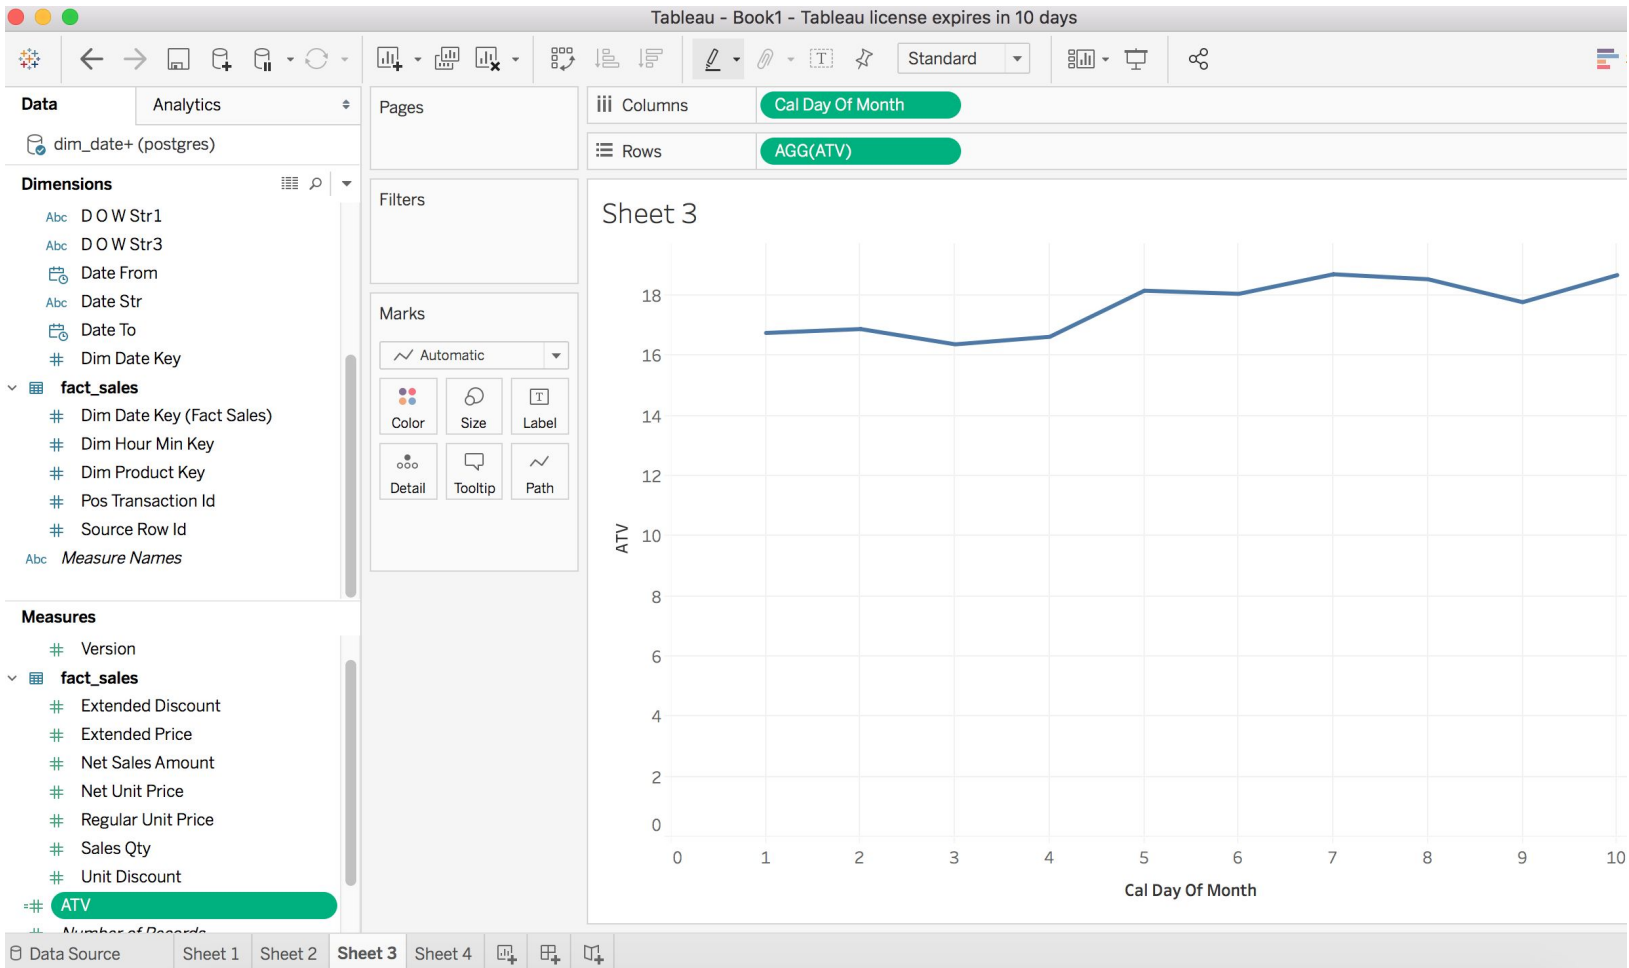 Tableau - Book1 - Tableau license expires in 10 days
Standard
Data
Analytics
dim_date+ (postgres)
Dimensions
Abc D O W Str1
Abc D O W Str3
Date From
Abc Date Str
Date To
# Dim Date Key
fact_sales
# Dim Date Key (Fact Sales)
# Dim Hour Min Key
# Dim Product Key
# Pos Transaction Id
# Source Row Id
Abc Measure Names
Measures
# Version
fact_sales
# Extended Discount
# Extended Price
# Net Sales Amount
# Net Unit Price
# Regular Unit Price
# Sales Qty
# Unit Discount
=# ATV
# Number of Records
Pages
Filters
Marks
Automatic
Color
Size
T
Label
Detail
Tooltip
Path
Columns
Cal Day Of Month
Rows
AGG(ATV)
Sheet 3
18
16
14
12
10
8
6
4
2
0
ATV
0 1 2 3 4 5 6 7 8 9 10
Cal Day Of Month
Data Source
Sheet 1
Sheet 2
Sheet 3
Sheet 4